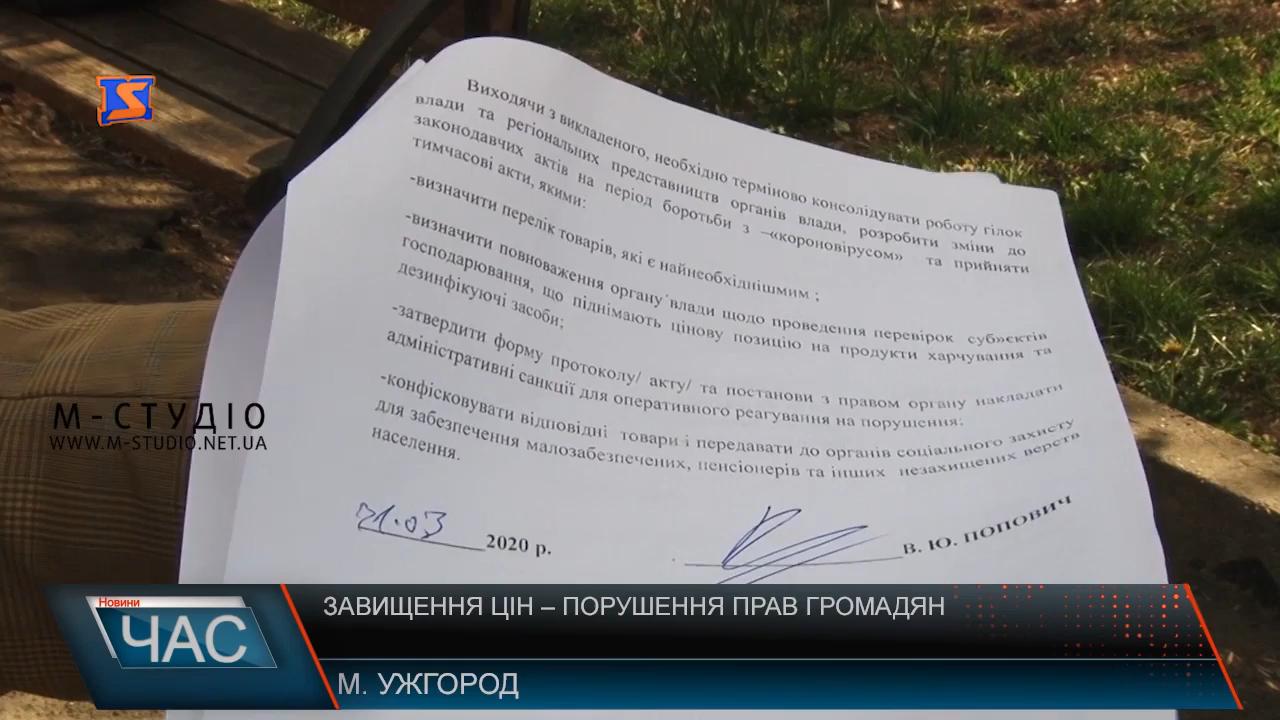 Виходячи з викладеного, необхідно терміново консолідувати роботу гілок
влади та регіональних представництв органів влади, розробити зміни до
законодавчих актів на період боротьби з –«короновірусом» та прийняти
тимчасові акти, якими:
-визначити перелік товарів, які є найнеобхіднішмим ;
-визначити повноваження органу влади щодо проведення перевірок суб»єктів
господарювання, що піднімають цінову позицію на продукти харчування та
дезинфікуючі засоби;
-затвердити форму протоколу/ акту/ та постанови з правом органу накладати
адміністративні санкції для оперативного реагування на порушення:
-конфісковувати відповідні товари і передавати до органів соціального захисту
для забезпечення малозабезпечених, пенсіонерів та інших незахищених верств
населення.
21.03 2020 р.
В. Ю. ПОПОВИЧ
М-СТУДІО
WWW.M-STUDIO.NET.UA
Новини
ЧАС
ЗАВИЩЕННЯ ЦІН – ПОРУШЕННЯ ПРАВ ГРОМАДЯН
М. УЖГОРОД